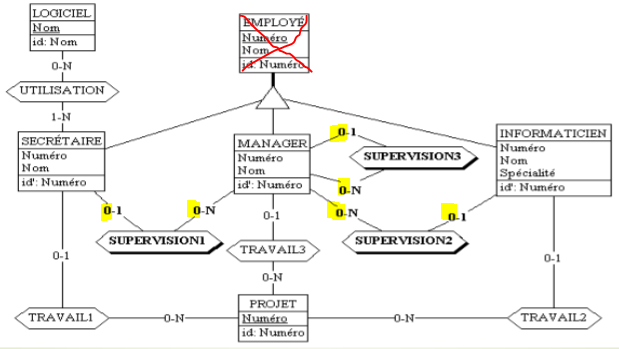 LOGICIEL
Nom
id: Nom
0-N
UTILISATION
1-N
EMPLOYÉ
Numéro
Nom
id: Numéro
SECRÉTAIRE
Numéro
Nom
id': Numéro
MANAGER
Numéro
Nom
id': Numéro
INFORMATICIEN
Numéro
Nom
Spécialité
id': Numéro
0-1
SUPERVISION3
0-N
0-1
0-N
SUPERVISION1
0-N
0-1
SUPERVISION2
0-1
0-1
0-1
TRAVAIL3
0-N
PROJET
Numéro
id: Numéro
TRAVAIL1
0-N
0-N
TRAVAIL2